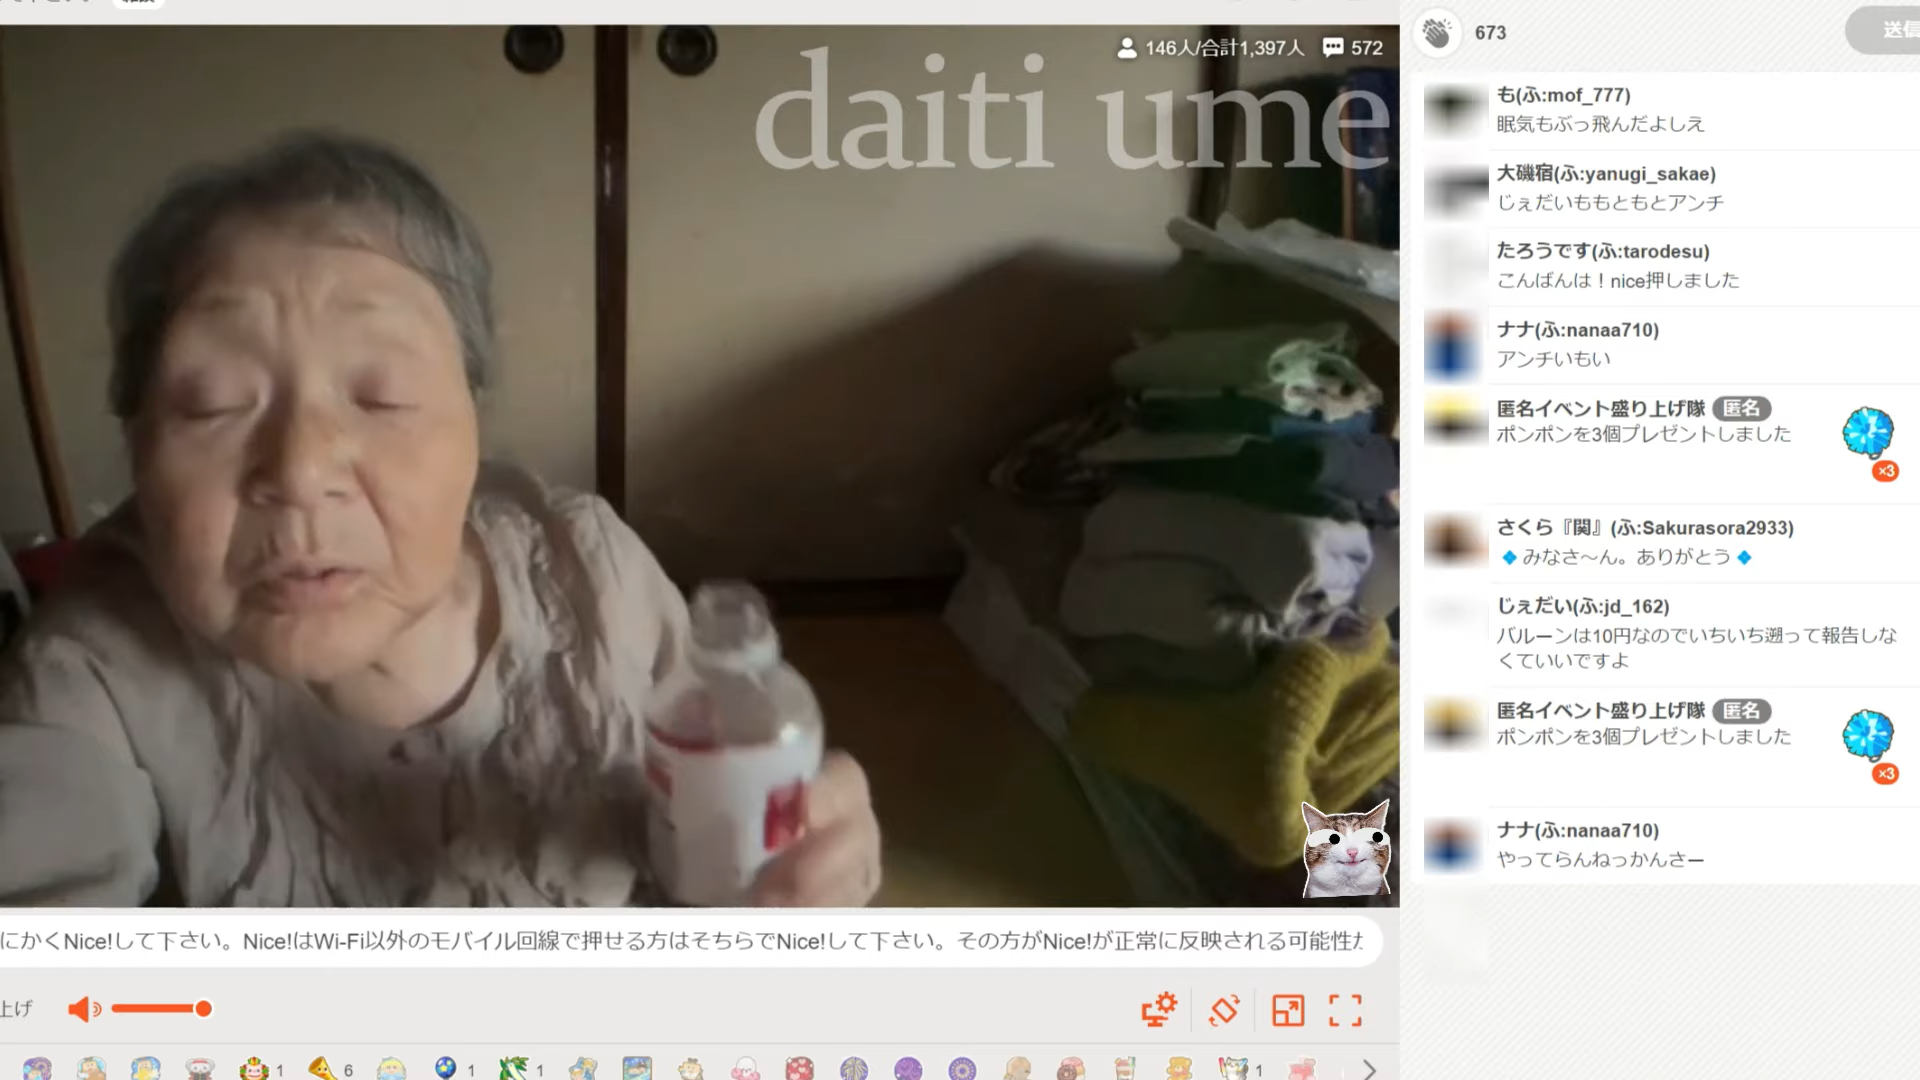 146人/合計1,397人 572
daiti ume
にかくNice!して下さい。Nice!はWi-Fi以外のモバイル回線で押せる方はそちらでNice!して下さい。その方がNice!が正常に反映される可能性
上げ
1
6
1
1
1
673
送信
も(ふ:mof_777)
眠気もぶっ飛んだよしえ
大磯宿(ふ:yanugi_sakae)
じぇだいももともとアンチ
たろうです(ふ:tarodesu)
こんばんは！nice押しました
ナナ(ふ:nanaa710)
アンチいもい
匿名イベント盛り上げ隊 匿名
ポンポンを3個プレゼントしました
×3
さくら『関』(ふ:Sakurasora2933)
みなさ〜ん。ありがとう
じぇだい(ふ:jd_162)
バルーンは10円なのでいちいち遡って報告しな
くていいですよ
匿名イベント盛り上げ隊 匿名
ポンポンを3個プレゼントしました
×3
ナナ(ふ:nanaa710)
やってらんねっかんさー